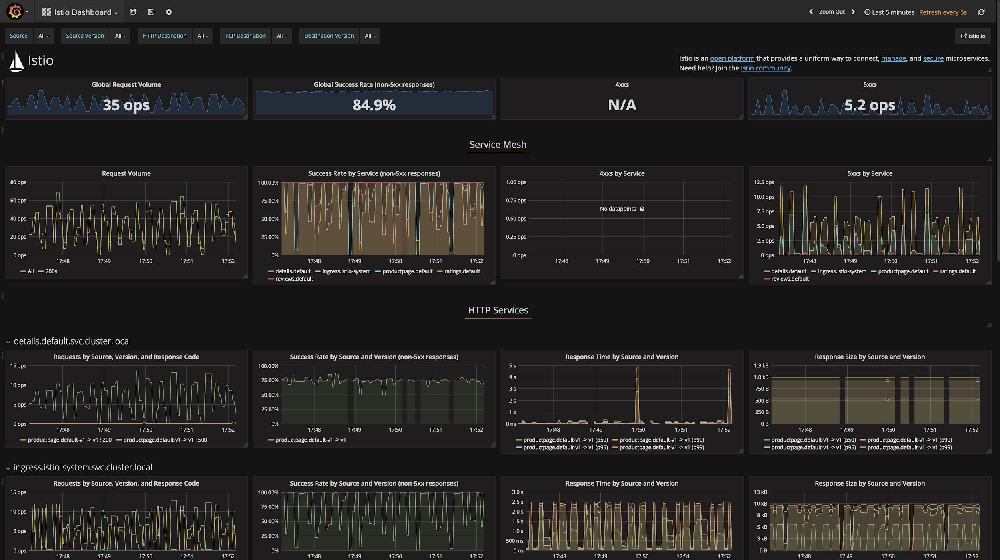 Istio Dashboard
Zoom Out Last 5 minutes Refresh every 5s
Source All Source Version All HTTP Destination All TCP Destination All Destination Version All istio.io
Istio
Istio is an open platform that provides a uniform way to connect, manage, and secure microservices.
Need help? Join the Istio community.
Global Request Volume
35 ops
Global Success Rate (non-5xx responses)
84.9%
4xxs
N/A
5xxs
5.2 ops
Service Mesh
Request Volume
80 ops
60 ops
40 ops
20 ops
0 ops
17:48 17:49 17:50 17:51 17:52
All 200s
Success Rate by Service (non-5xx responses)
100.00%
75.00%
50.00%
25.00%
0%
17:48 17:49 17:50 17:51 17:52
details.default ingress.istio-system productpage.default ratings.default
reviews.default
4xxs by Service
1.00 ops
0.75 ops
No datapoints
0.50 ops
0.25 ops
0 ops
17:48 17:49 17:50 17:51 17:52
5xxs by Service
12.5 ops
10.0 ops
7.5 ops
5.0 ops
2.5 ops
0 ops
17:48 17:49 17:50 17:51 17:52
details.default ingress.istio-system productpage.default ratings.default
reviews.default
HTTP Services
details.default.svc.cluster.local
Requests by Source, Version, and Response Code
15 ops
10 ops
5 ops
0 ops
17:48 17:49 17:50 17:51 17:52
productpage.default-v1 -> v1 : 200 productpage.default-v1 -> v1 : 500
Success Rate by Source and Version (non-5xx responses)
100.00%
75.00%
50.00%
25.00%
0%
17:48 17:49 17:50 17:51 17:52
productpage.default-v1 -> v1
Response Time by Source and Version
5 s
4 s
3 s
2 s
1 s
0 ns
17:48 17:49 17:50 17:51 17:52
productpage.default-v1 -> v1 (p50) productpage.default-v1 -> v1 (p90)
productpage.default-v1 -> v1 (p95) productpage.default-v1 -> v1 (p99)
Response Size by Source and Version
1.3 kB
1.0 kB
750 B
500 B
250 B
0 B
17:48 17:49 17:50 17:51 17:52
productpage.default-v1 -> v1 (p50) productpage.default-v1 -> v1 (p90)
productpage.default-v1 -> v1 (p95) productpage.default-v1 -> v1 (p99)
ingress.istio-system.svc.cluster.local
Requests by Source, Version, and Response Code
15 ops
10 ops
5 ops
0 ops
17:48 17:49 17:50 17:51 17:52
Success Rate by Source and Version (non-5xx responses)
100.00%
75.00%
50.00%
25.00%
0%
17:48 17:49 17:50 17:51 17:52
Response Time by Source and Version
3.0 s
2.5 s
2.0 s
1.5 s
1.0 s
500 ms
0 ns
17:48 17:49 17:50 17:51 17:52
Response Size by Source and Version
13 kB
10 kB
8 kB
5 kB
3 kB
0 B
17:48 17:49 17:50 17:51 17:52